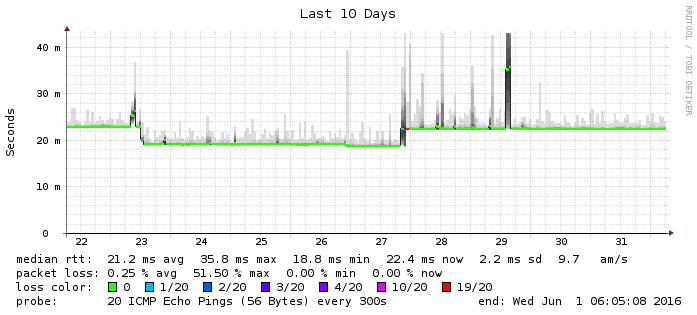 Last 10 Days
RRDTOOL / TOBI OETIKER
Seconds
40 m
30 m
20 m
10 m
0
22 23 24 25 26 27 28 29 30 31
median rtt: 21.2 ms avg 35.8 ms max 18.8 ms min 22.4 ms now 2.2 ms sd 9.7 am/s
packet loss: 0.25 % avg 51.50 % max 0.00 % min 0.00 % now
loss color: 0 1/20 2/20 3/20 4/20 10/20 19/20
probe: 20 ICMP Echo Pings (56 Bytes) every 300s end: Wed Jun 1 06:05:08 2016